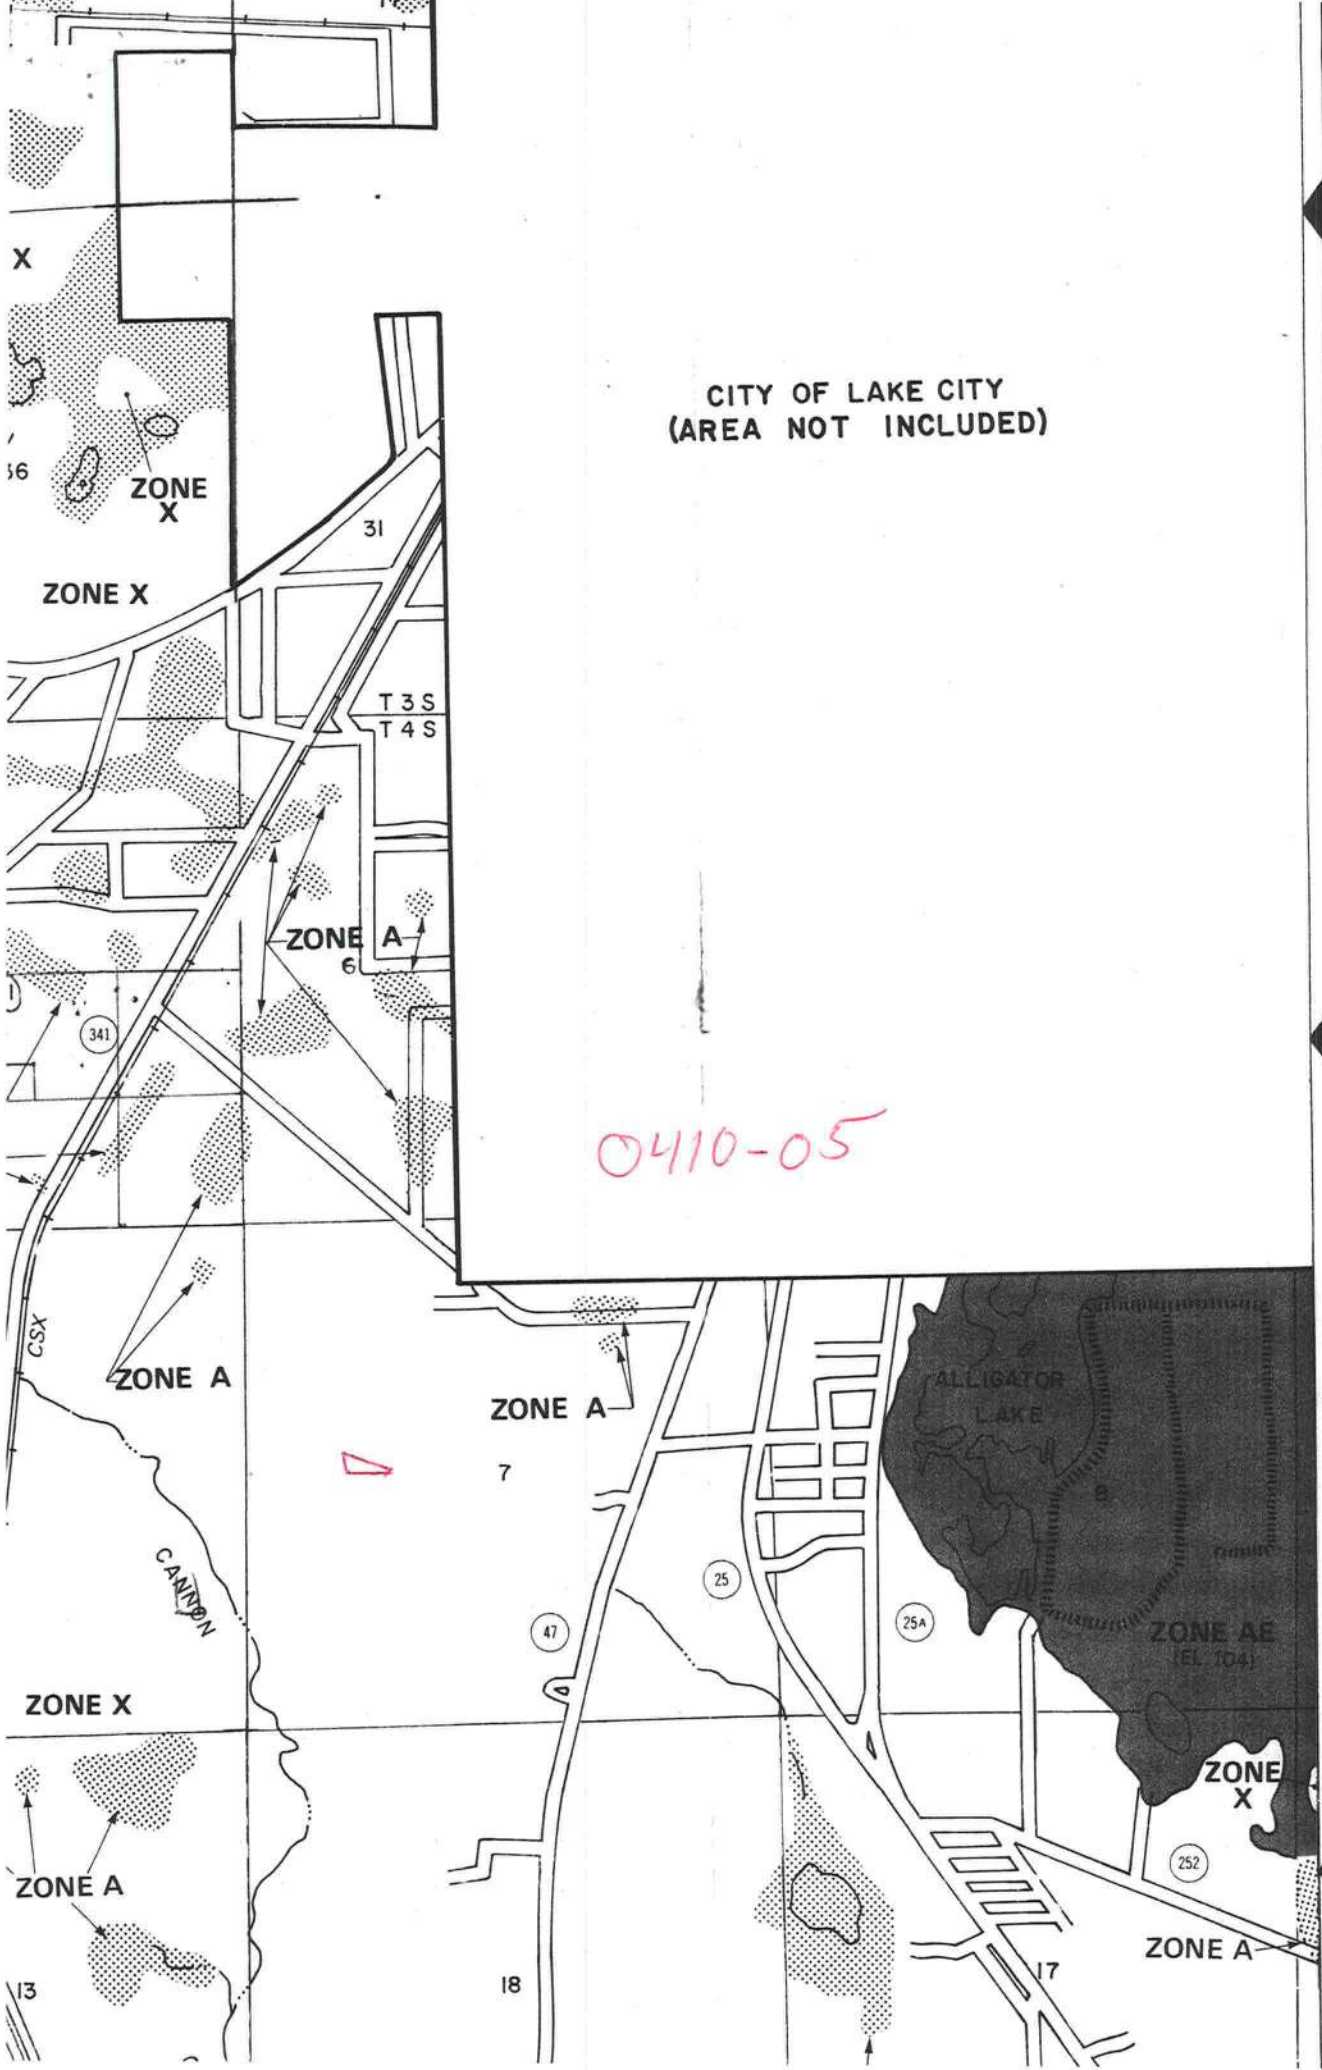 X
CITY OF LAKE CITY
(AREA NOT INCLUDED)
36
ZONE
X
31
ZONE X
T 3 S
T 4 S
ZONE A
6
341
0410-05
CSX
ZONE A
ZONE A
ALLIGATOR
LAKE
7
8
CANNON
25
47
25A
ZONE AE
(EL 104)
ZONE X
ZONE
X
252
ZONE A
ZONE A
13
18
17